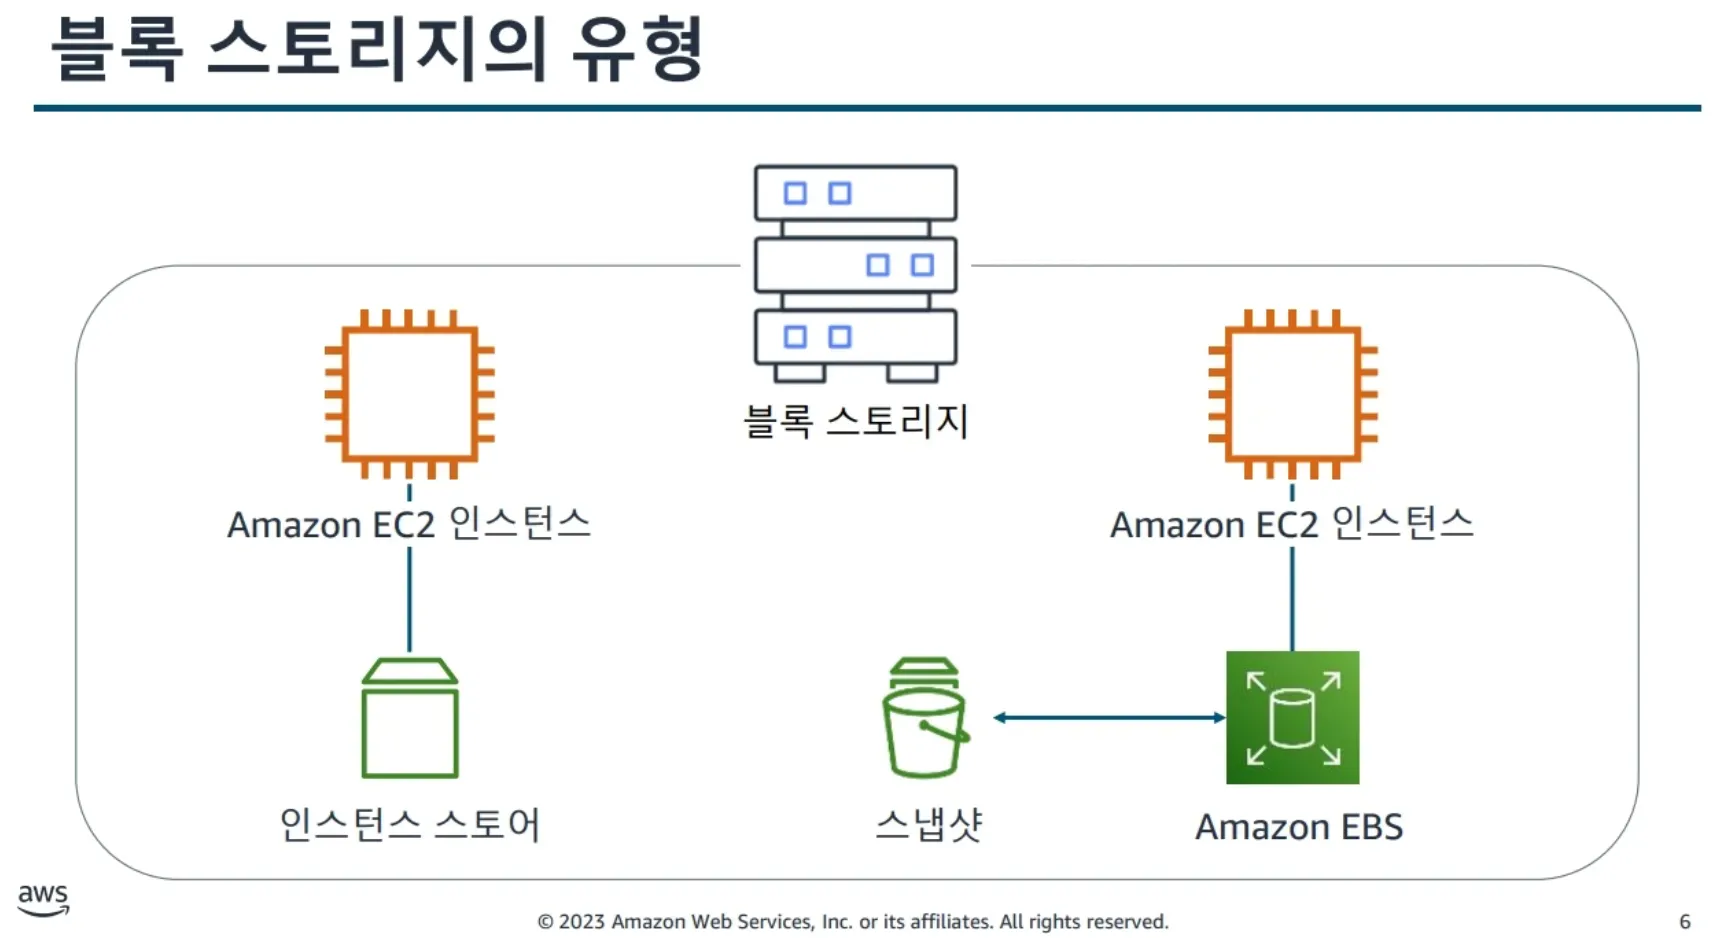 블록 스토리지의 유형
블록 스토리지
Amazon EC2 인스턴스
Amazon EC2 인스턴스
인스턴스 스토어
스냅샷
Amazon EBS
aws
© 2023 Amazon Web Services, Inc. or its affiliates. All rights reserved.
6